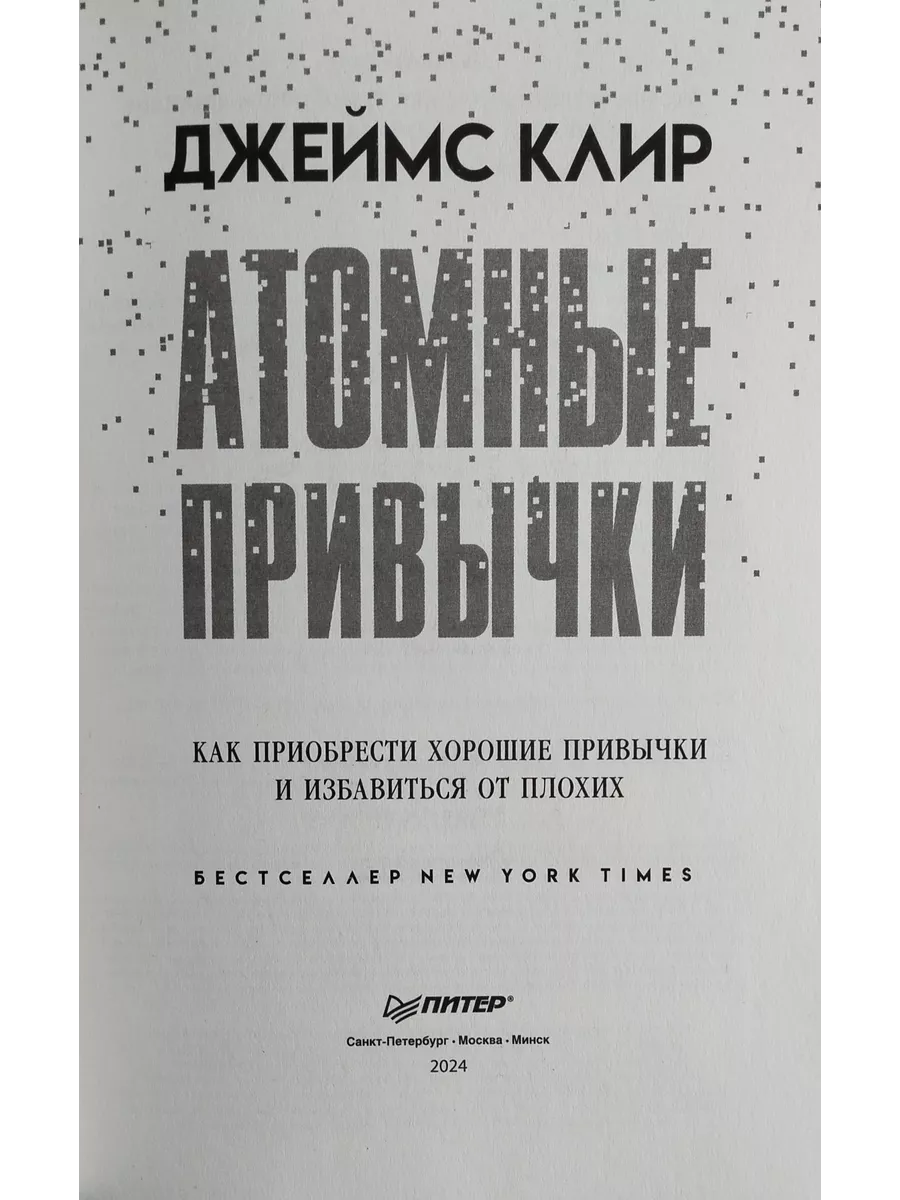 ДЖЕЙМС КЛИР
АТОМНЫЕ
ПРИВЫЧКИ
КАК ПРИОБРЕСТИ ХОРОШИЕ ПРИВЫЧКИ
И ИЗБАВИТЬСЯ ОТ ПЛОХИХ
БЕСТСЕЛЛЕР NEW YORK TIMES
ПИТЕР®
Санкт-Петербург · Москва · Минск
2024